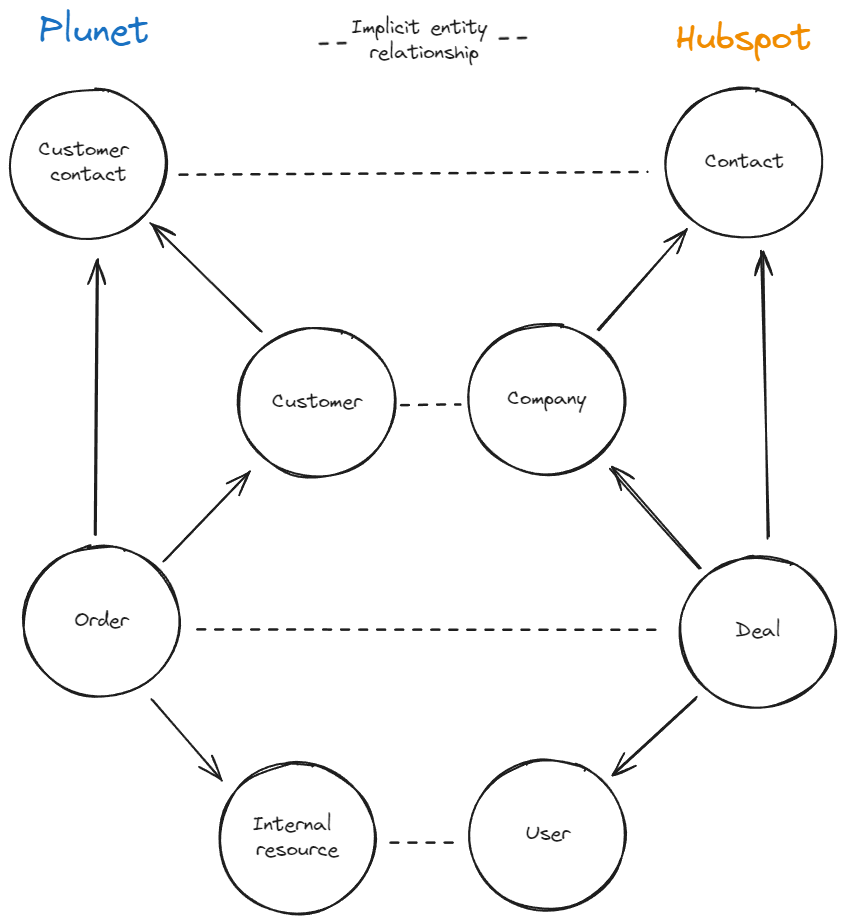 Plunet
Implicit entity
relationship
Hubspot
Customer
contact
Contact
Customer
Company
Order
Deal
Internal
resource
User